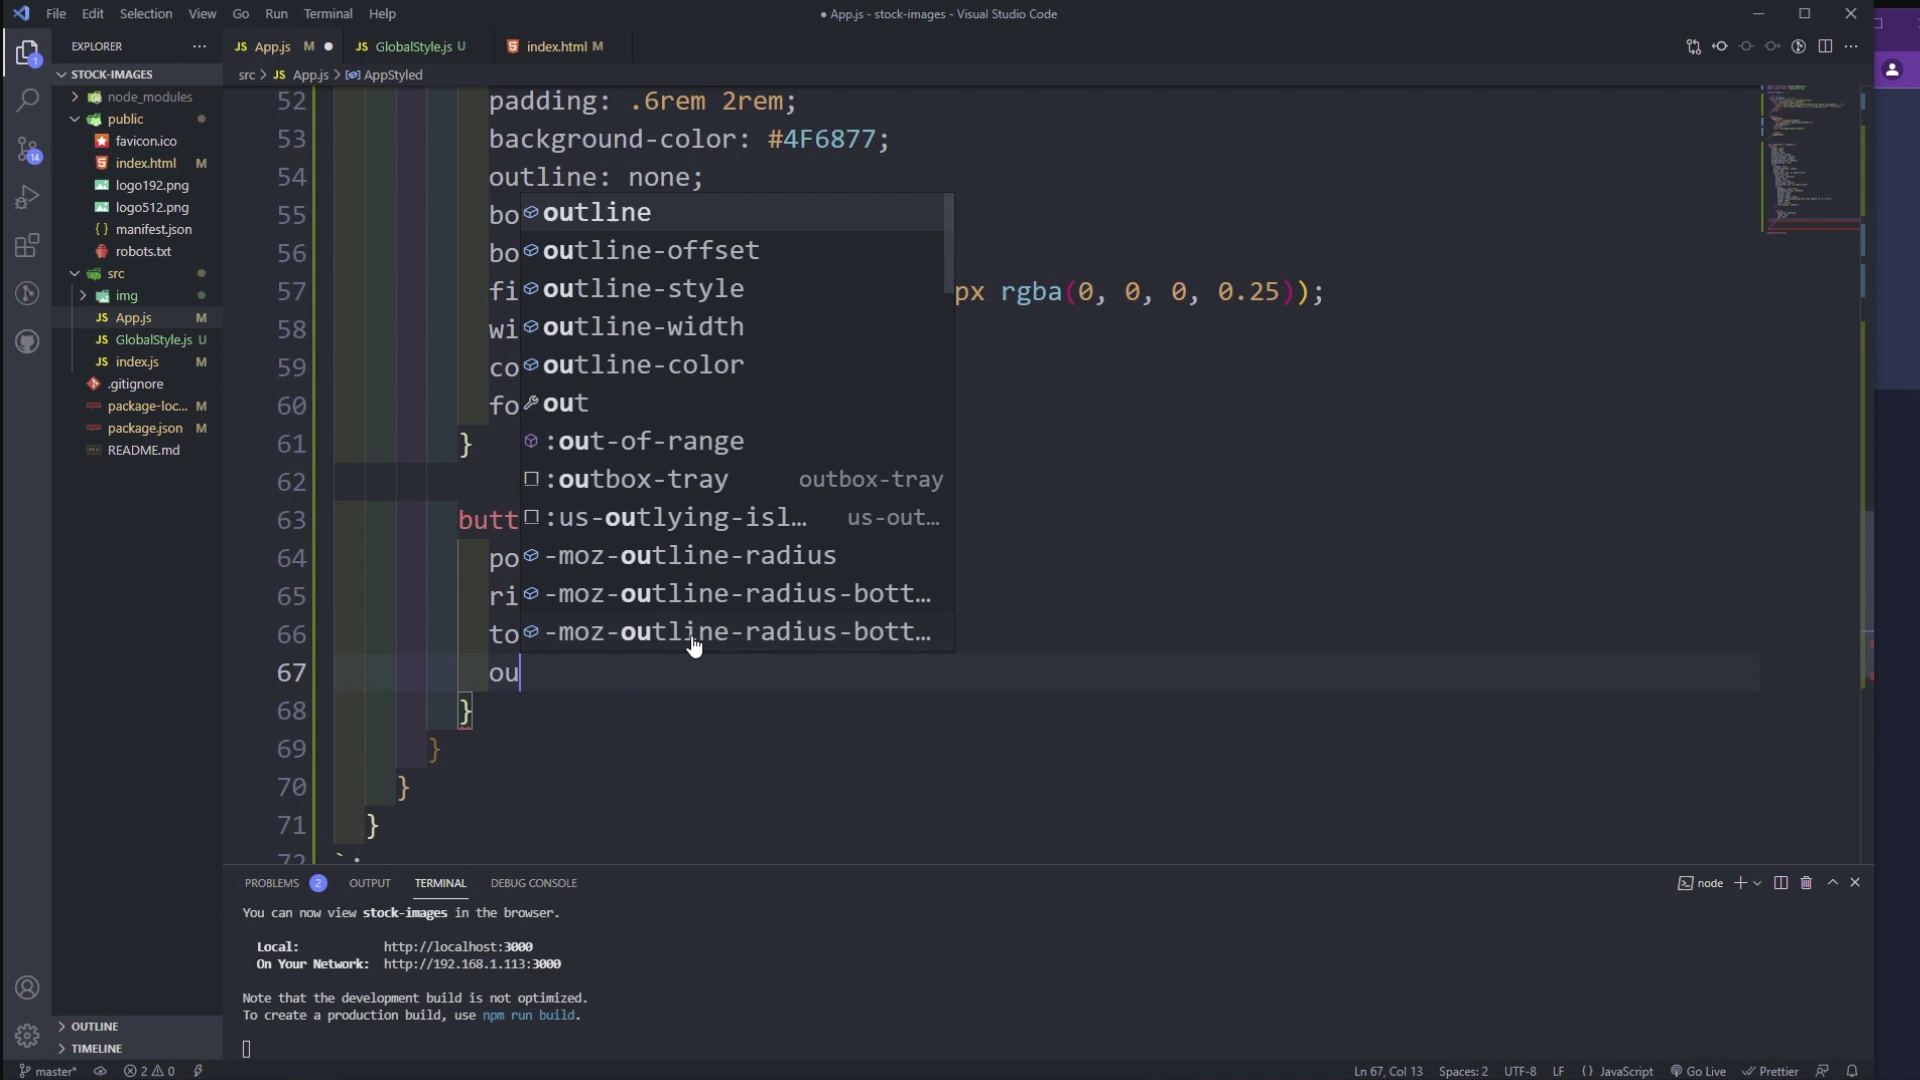 File Edit Selection View Go Run Terminal Help
● App.js - stock-images - Visual Studio Code
EXPLORER ...
JS App.js M ●
JS GlobalStyle.js U
index.html M
STOCK-IMAGES
src > JS App.js > AppStyled
node_modules
public
favicon.ico
index.html M
logo192.png
logo512.png
manifest.json
robots.txt
src
img
JS App.js M
JS GlobalStyle.js U
JS index.js M
.gitignore
package-loc... M
package.json M
README.md
OUTLINE
TIMELINE
1
14
52 padding: .6rem 2rem;
53 background-color: #4F6877;
54 outline: none;
55 bo
56 bo
57 fi px rgba(0, 0, 0, 0.25));
58 wi
59 co
60 fo
61 }
62
63 butt
64 po
65 ri
66 to
67 ou
68 }
69 }
70 }
71 }
72 `;
outline
outline-offset
outline-style
outline-width
outline-color
out
:out-of-range
:outbox-tray outbox-tray
:us-outlying-isl... us-out...
-moz-outline-radius
-moz-outline-radius-bott...
-moz-outline-radius-bott...
PROBLEMS 2 OUTPUT TERMINAL DEBUG CONSOLE
node
You can now view stock-images in the browser.
Local: http://localhost:3000
On Your Network: http://192.168.1.113:3000
Note that the development build is not optimized.
To create a production build, use npm run build.
master* 2 0
Ln 67, Col 13 Spaces: 2 UTF-8 LF {} JavaScript Go Live Prettier